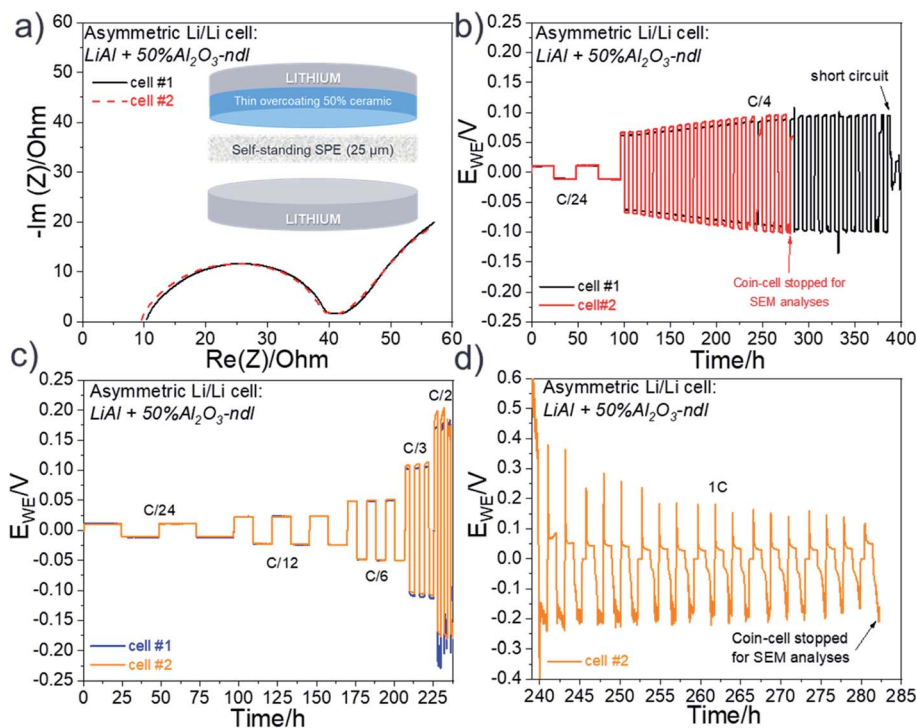 a)
Asymmetric Li/Li cell:
LiAl + 50%Al₂O₃-ndl
cell #1
cell #2
LITHIUM
Thin overcoating 50% ceramic
Self-standing SPE (25 µm)
LITHIUM
-Im (Z)/Ohm
60
50
40
30
20
10
0
0 10 20 30 40 50 60
Re(Z)/Ohm
b)
Asymmetric Li/Li cell:
LiAl + 50%Al₂O₃-ndl
short circuit
C/4
C/24
Coin-cell stopped for
SEM analyses
cell #1
cell#2
E_WE/V
0.25
0.20
0.15
0.10
0.05
0.00
-0.05
-0.10
-0.15
-0.20
-0.25
0 50 100 150 200 250 300 350 400
Time/h
c)
Asymmetric Li/Li cell:
LiAl + 50%Al₂O₃-ndl
C/2
C/3
C/24
C/12
C/6
cell #1
cell #2
E_WE/V
0.25
0.20
0.15
0.10
0.05
0.00
-0.05
-0.10
-0.15
-0.20
-0.25
0 25 50 75 100 125 150 175 200 225
Time/h
d)
Asymmetric Li/Li cell:
LiAl + 50%Al₂O₃-ndl
1C
Coin-cell stopped
for SEM analyses
cell #2
E_WE/V
0.6
0.5
0.4
0.3
0.2
0.1
0.0
-0.1
-0.2
-0.3
-0.4
240 245 250 255 260 265 270 275 280 285
Time/h